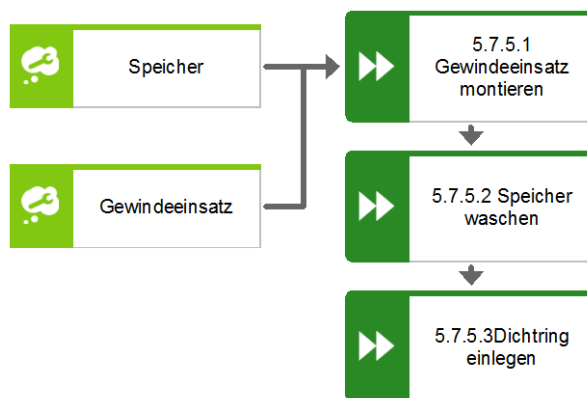 Speicher
5.7.5.1
Gewindeeinsatz
montieren
Gewindeeinsatz
5.7.5.2 Speicher
waschen
5.7.5.3Dichtring
einlegen